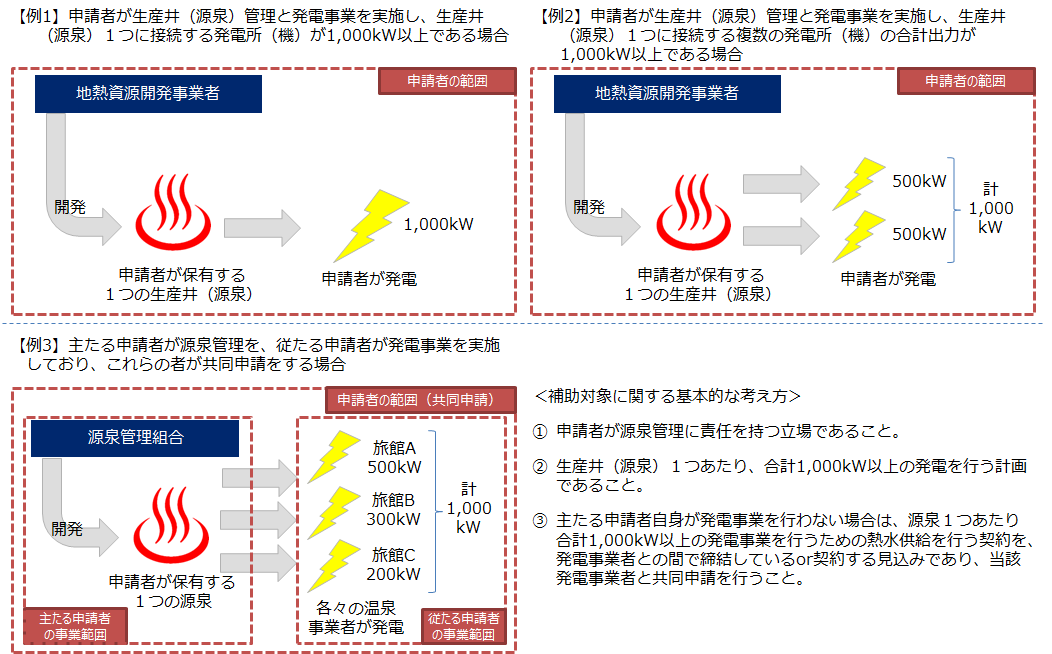 【例1】申請者が生産井（源泉）管理と発電事業を実施し、生産井
（源泉）１つに接続する発電所（機）が1,000kW以上である場合
申請者の範囲
地熱資源開発事業者
開発
1,000kW
申請者が保有する
１つの生産井（源泉）
申請者が発電
【例2】申請者が生産井（源泉）管理と発電事業を実施し、生産井
（源泉）１つに接続する複数の発電所（機）の合計出力が
1,000kW以上である場合
申請者の範囲
地熱資源開発事業者
開発
500kW
500kW
計
1,000
kW
申請者が保有する
１つの生産井（源泉）
申請者が発電
【例3】主たる申請者が源泉管理を、従たる申請者が発電事業を実施
しており、これらの者が共同申請をする場合
申請者の範囲（共同申請）
源泉管理組合
開発
旅館A
500kW
旅館B
300kW
旅館C
200kW
計
1,000
kW
申請者が保有する
１つの源泉
各々の温泉
事業者が発電
主たる申請者
の事業範囲
従たる申請者
の事業範囲
＜補助対象に関する基本的な考え方＞
① 申請者が源泉管理に責任を持つ立場であること。
② 生産井（源泉）１つあたり、合計1,000kW以上の発電を行う計画
であること。
③ 主たる申請者自身が発電事業を行わない場合は、源泉１つあたり
合計1,000kW以上の発電事業を行うための熱水供給を行う契約を、
発電事業者との間で締結しているor契約する見込みであり、当該
発電事業者と共同申請を行うこと。